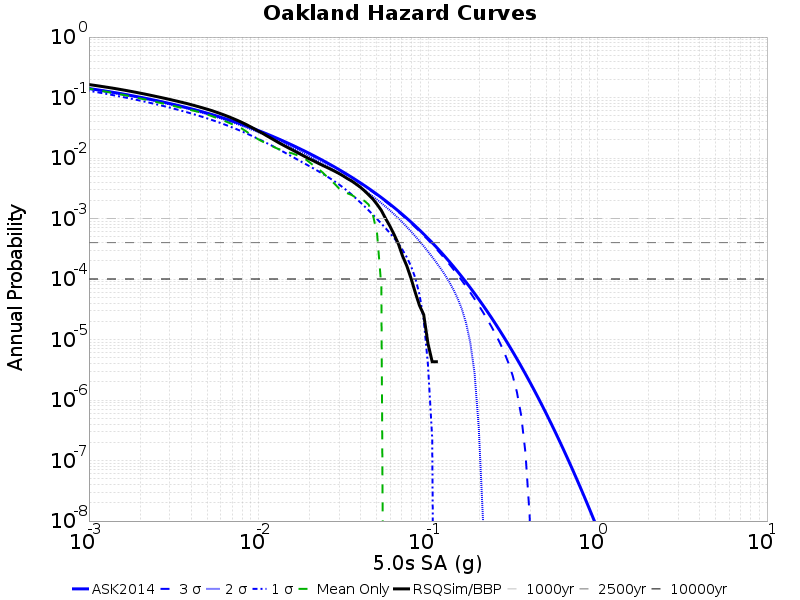 Oakland Hazard Curves
Annual Probability
10^0
10^-1
10^-2
10^-3
10^-4
10^-5
10^-6
10^-7
10^-8
10^-3 10^-2 10^-1 10^0 10^1
5.0s SA (g)
ASK2014 3 σ 2 σ 1 σ Mean Only RSQSim/BBP 1000yr 2500yr 10000yr